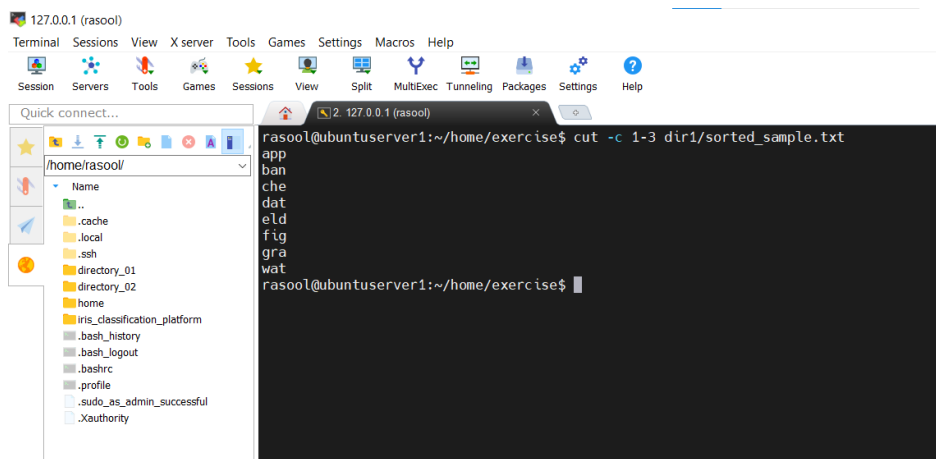 127.0.0.1 (rasool)
Terminal Sessions View X server Tools Games Settings Macros Help
Session Servers Tools Games Sessions View Split MultiExec Tunneling Packages Settings Help
Quick connect...
2. 127.0.0.1 (rasool)
/home/rasool/
Name
..
.cache
.local
.ssh
directory_01
directory_02
home
iris_classification_platform
.bash_history
.bash_logout
.bashrc
.profile
.sudo_as_admin_successful
.Xauthority
rasool@ubuntuserver1:~/home/exercise$ cut -c 1-3 dir1/sorted_sample.txt
app
ban
che
dat
eld
fig
gra
wat
rasool@ubuntuserver1:~/home/exercise$